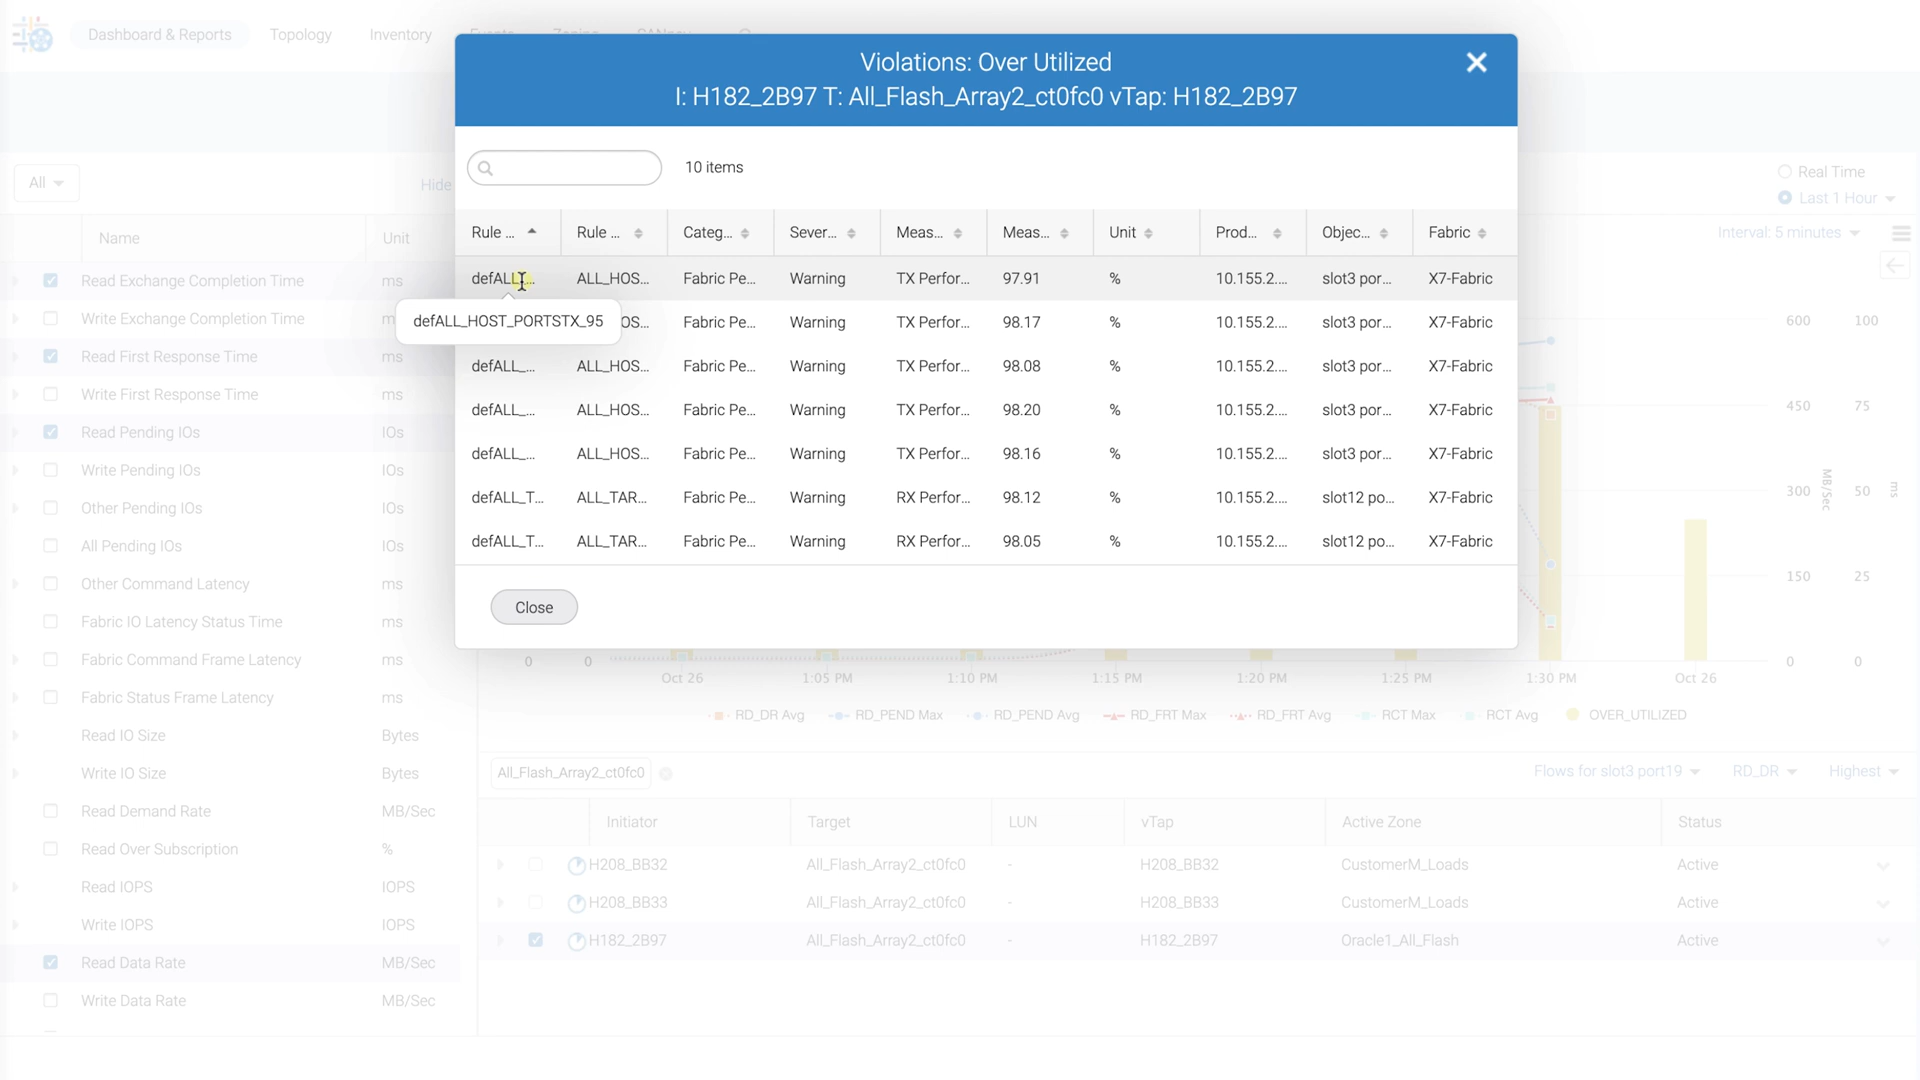 Dashboard & Reports Topology Inventory Events Zoning SANnav
Violations: Over Utilized
I: H182_2B97 T: All_Flash_Array2_ct0fc0 vTap: H182_2B97
10 items
Rule ... Rule ... Categ... Sever... Meas... Meas... Unit Prod... Objec... Fabric
defALL_... ALL_HOS... Fabric Pe... Warning TX Perfor... 97.91 % 10.155.2.... slot3 por... X7-Fabric
defALL_HOST_PORTSTX_95
OS... Fabric Pe... Warning TX Perfor... 98.17 % 10.155.2.... slot3 por... X7-Fabric
defALL_... ALL_HOS... Fabric Pe... Warning TX Perfor... 98.08 % 10.155.2.... slot3 por... X7-Fabric
defALL_... ALL_HOS... Fabric Pe... Warning TX Perfor... 98.20 % 10.155.2.... slot3 por... X7-Fabric
defALL_... ALL_HOS... Fabric Pe... Warning TX Perfor... 98.16 % 10.155.2.... slot3 por... X7-Fabric
defALL_T... ALL_TAR... Fabric Pe... Warning RX Perfor... 98.12 % 10.155.2.... slot12 po... X7-Fabric
defALL_T... ALL_TAR... Fabric Pe... Warning RX Perfor... 98.05 % 10.155.2.... slot12 po... X7-Fabric
Close
All Hide
Name Unit
Read Exchange Completion Time ms
Write Exchange Completion Time m
Read First Response Time ms
Write First Response Time ms
Read Pending IOs IOs
Write Pending IOs IOs
Other Pending IOs IOs
All Pending IOs IOs
Other Command Latency ms
Fabric IO Latency Status Time ms
Fabric Command Frame Latency ms
Fabric Status Frame Latency ms
Read IO Size Bytes
Write IO Size Bytes
Read Demand Rate MB/Sec
Read Over Subscription %
Read IOPS IOPS
Write IOPS IOPS
Read Data Rate MB/Sec
Write Data Rate MB/Sec
Real Time
Last 1 Hour
Interval: 5 minutes
600 100
450 75
300 50
MB/Sec
ms
150 25
0 0 0 0
Oct 26 1:05 PM 1:10 PM 1:15 PM 1:20 PM 1:25 PM 1:30 PM Oct 26
RD_DR Avg RD_PEND Max RD_PEND Avg RD_FRT Max RD_FRT Avg RCT Max RCT Avg OVER_UTILIZED
All_Flash_Array2_ct0fc0 Flows for slot3 port19 RD_DR Highest
Initiator Target LUN vTap Active Zone Status
H208_BB32 All_Flash_Array2_ct0fc0 - H208_BB32 CustomerM_Loads Active
H208_BB33 All_Flash_Array2_ct0fc0 - H208_BB33 CustomerM_Loads Active
H182_2B97 All_Flash_Array2_ct0fc0 - H182_2B97 Oracle1_All_Flash Active